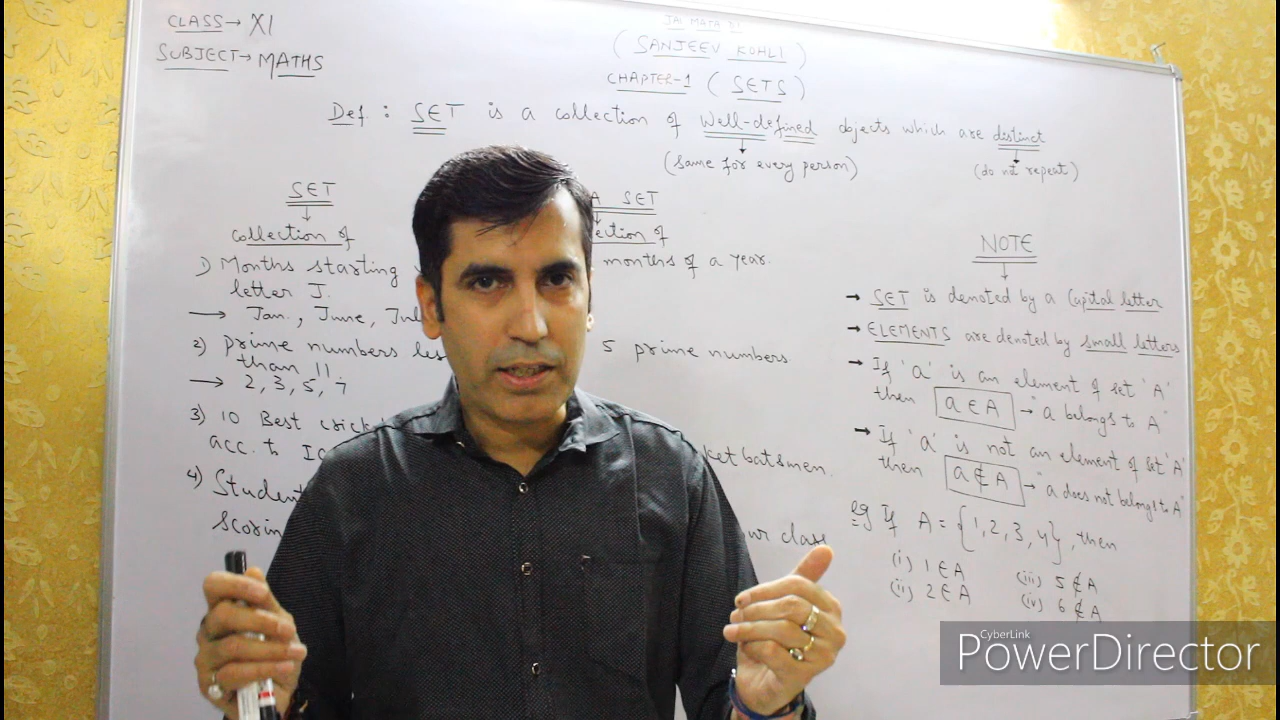 CLASS → XI
SUBJECT → MATHS
JAI MATA DI
(SANJEEV KOHLI)
CHAPTER-1 (SETS)
Def : SET is a collection of well-defined objects which are distinct
(same for every person)
(do not repeat)
SET
collection of
1) Months starting
letter J.
→ Jan., June, Jul
2) prime numbers les
than 11
→ 2, 3, 5, 7
3) 10 Best crick
acc. to Ic
4) Student
Scorin
A SET
ection of
months of a year.
5 prime numbers
ket batsmen.
ur class
NOTE
→ SET is denoted by a Capital letter
→ ELEMENTS are denoted by small letters
→ If 'a' is an element of set 'A'
then a ∈ A → "a belongs to A"
→ If 'a' is not an element of set 'A'
then a ∉ A → "a does not belongs to A"
eg If A = {1, 2, 3, 4}, then
(i) 1 ∈ A (iii) 5 ∉ A
(ii) 2 ∈ A (iv) 6 ∉ A
CyberLink
PowerDirector